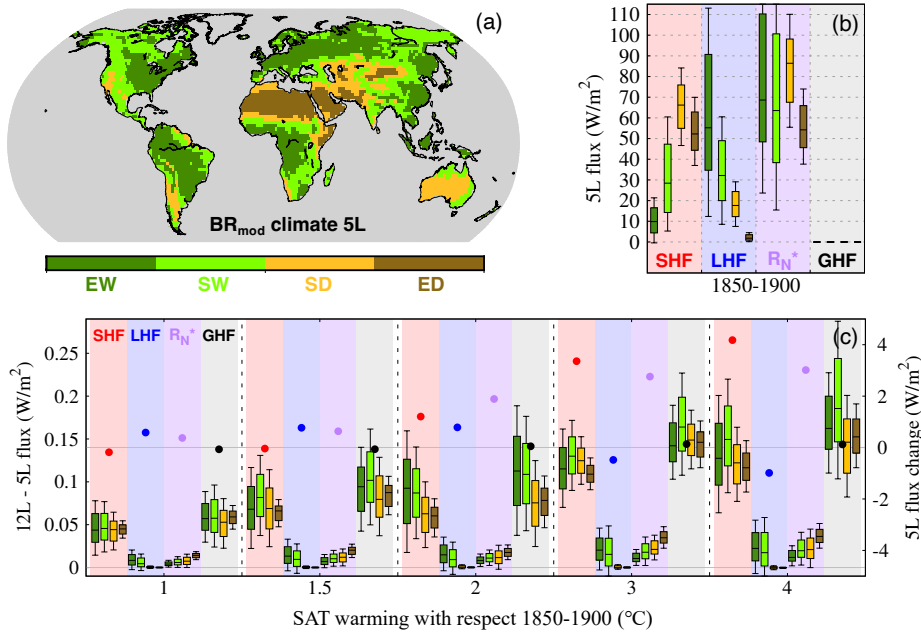 (a)
BRmod climate 5L
EW SW SD ED
(b)
5L flux (W/m²)
110
100
90
80
70
60
50
40
30
20
10
0
SHF LHF RN* GHF
1850-1900
(c)
SHF LHF RN* GHF
12L - 5L flux (W/m²)
0.25
0.2
0.15
0.1
0.05
0
5L flux change (W/m²)
4
2
0
-2
-4
1 1.5 2 3 4
SAT warming with respect 1850-1900 (°C)